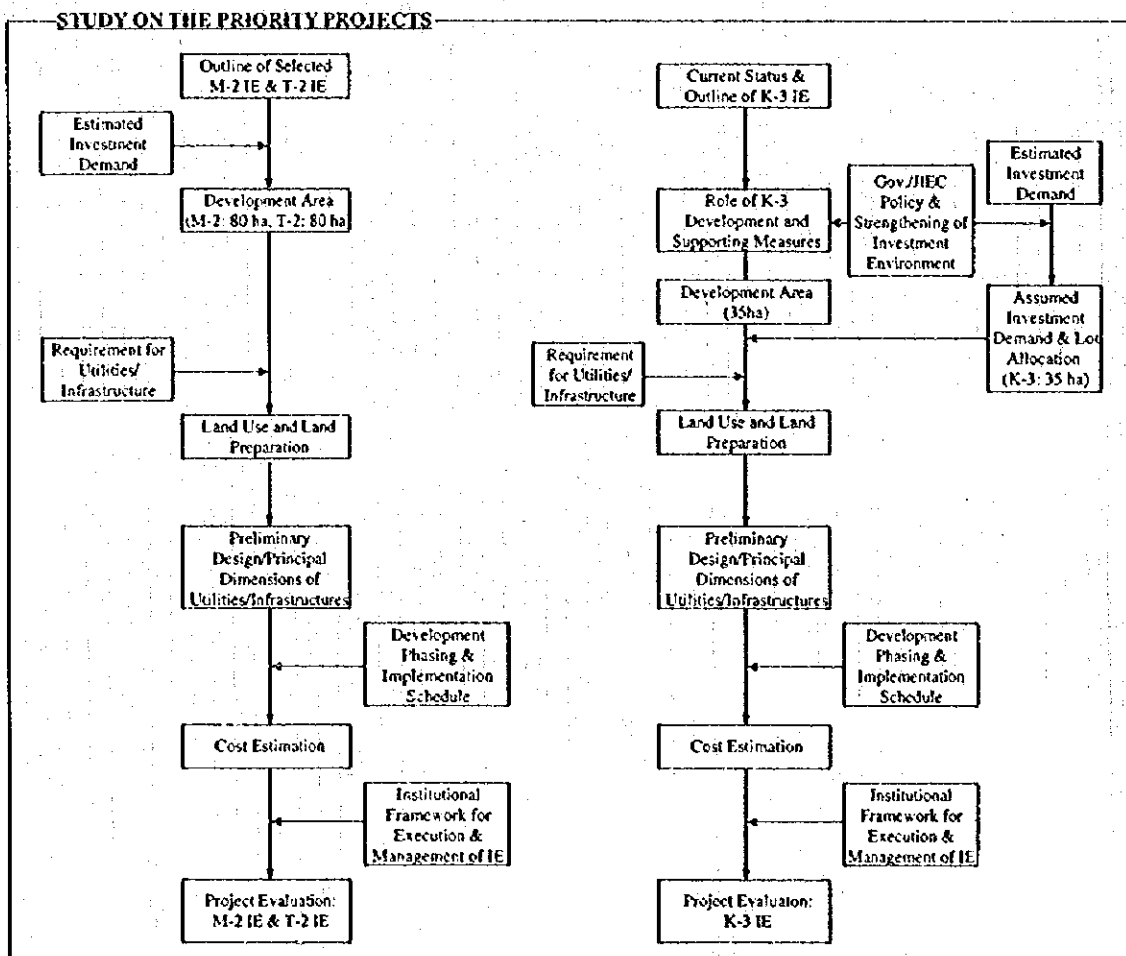 STUDY ON THE PRIORITY PROJECTS
Outline of Selected
M-2 IE & T-2 IE
Estimated
Investment
Demand
Development Area
(M-2: 80 ha, T-2: 80 ha
Requirement for
Utilities/
Infrastructure
Land Use and Land
Preparation
Preliminary
Design/Principal
Dimensions of
Utilities/Infrastructures
Development
Phasing &
Implementation
Schedule
Cost Estimation
Institutional
Framework for
Execution &
Management of IE
Project Evaluation:
M-2 IE & T-2 IE
Current Status &
Outline of K-3 IE
Role of K-3
Development and
Supporting Measures
Gov./JIEC
Policy &
Strengthening of
Investment
Environment
Estimated
Investment
Demand
Development Area
(35ha)
Assumed
Investment
Demand & Lot
Allocation
(K-3: 35 ha)
Requirement
for Utilities/
Infrastructure
Land Use and Land
Preparation
Preliminary
Design/Principal
Dimensions of
Utilities/Infrastructures
Development
Phasing &
Implementation
Schedule
Cost Estimation
Institutional
Framework for
Execution &
Management of IE
Project Evaluaton:
K-3 IE